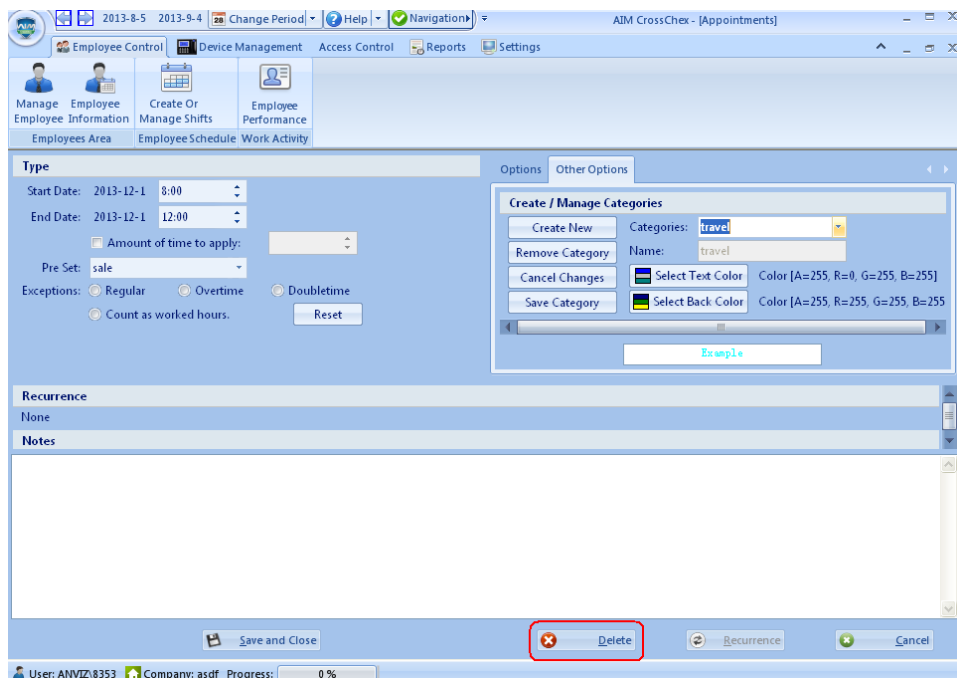 AIM
2013-8-5 2013-9-4 28 Change Period Help Navigation AIM CrossChex - [Appointments]
Employee Control Device Management Access Control Reports Settings
Manage Employee Create Or Employee
Employee Information Manage Shifts Performance
Employees Area Employee Schedule Work Activity
Type
Start Date: 2013-12-1 8:00
End Date: 2013-12-1 12:00
Amount of time to apply:
Pre Set: sale
Exceptions: Regular Overtime Doubletime
Count as worked hours. Reset
Options Other Options
Create / Manage Categories
Create New Categories: travel
Remove Category Name: travel
Cancel Changes Select Text Color Color [A=255, R=0, G=255, B=255]
Save Category Select Back Color Color [A=255, R=255, G=255, B=255
Example
Recurrence
None
Notes
Save and Close Delete Recurrence Cancel
User: ANVIZ\8353 Company: asdf Progress: 0 %